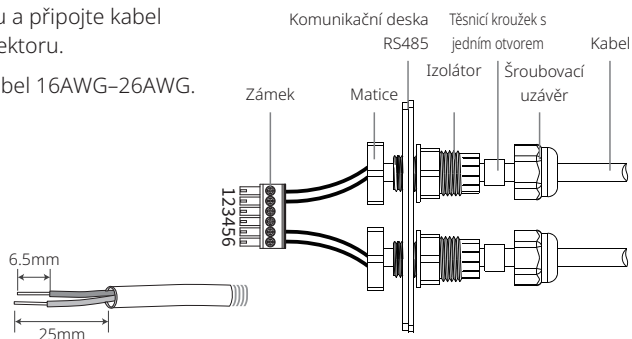 u a připojte kabel
ektoru.
bel 16AWG–26AWG.
Komunikační deska
RS485
Těsnicí kroužek s
jedním otvorem
Kabel
Izolátor
Šroubovací
uzávěr
Zámek
Matice
123456
6.5mm
25mm